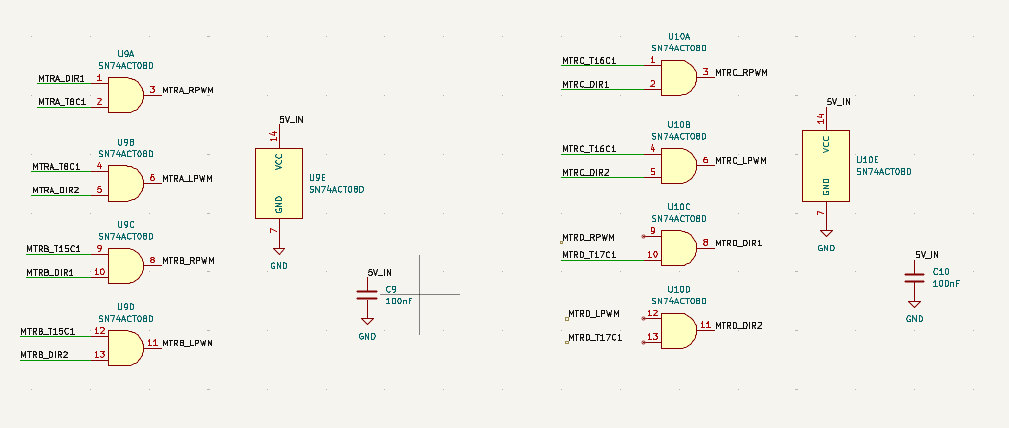 U9A
SN74ACT08D
MTRA_DIR1
1
MTRA_T8C1
2
3
MTRA_RPWM
U9B
SN74ACT08D
MTRA_T8C1
4
MTRA_DIR2
5
6
MTRA_LPWM
U9C
SN74ACT08D
MTRB_T15C1
9
MTRB_DIR1
10
8
MTRB_RPWM
U9D
SN74ACT08D
MTRB_T15C1
12
MTRB_DIR2
13
11
MTRB_LPWN
5V_IN
14
VCC
GND
7
U9E
SN74ACT08D
GND
5V_IN
C9
100nF
GND
U10A
SN74ACT08D
MTRC_T16C1
1
MTRC_DIR1
2
3
MTRC_RPWM
U10B
SN74ACT08D
MTRC_T16C1
4
MTRC_DIR2
5
6
MTRC_LPWM
U10C
SN74ACT08D
MTRD_RPWM
9
MTRD_T17C1
10
8
MTRD_DIR1
U10D
SN74ACT08D
MTRD_LPWM
12
MTRD_T17C1
13
11
MTRD_DIR2
5V_IN
14
VCC
GND
7
U10E
SN74ACT08D
GND
5V_IN
C10
100nF
GND